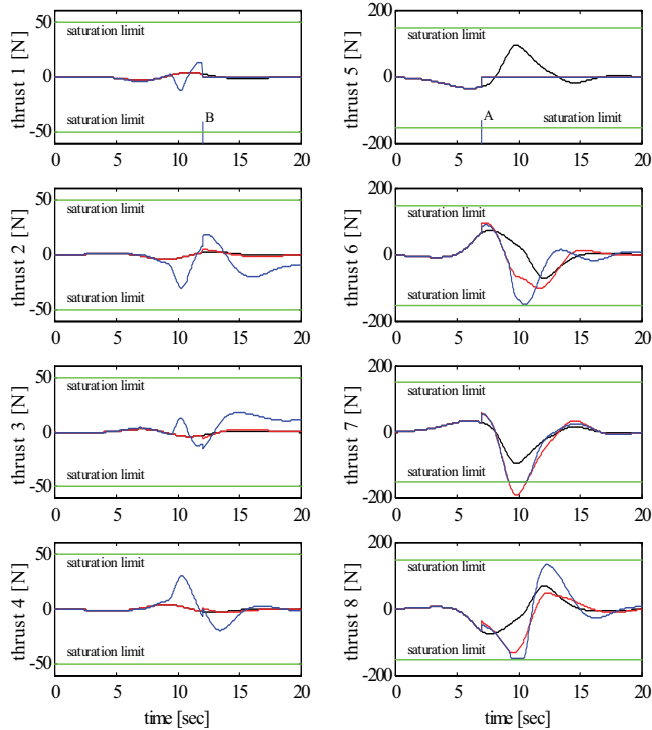 thrust 1 [N]
50
saturation limit
0
saturation limit
B
-50
0
5
10
15
20
thrust 5 [N]
200
saturation limit
0
A
saturation limit
-200
0
5
10
15
20
thrust 2 [N]
50
saturation limit
0
saturation limit
-50
0
5
10
15
20
thrust 6 [N]
200
saturation limit
0
saturation limit
-200
0
5
10
15
20
thrust 3 [N]
50
saturation limit
0
saturation limit
-50
0
5
10
15
20
thrust 7 [N]
200
saturation limit
0
saturation limit
-200
0
5
10
15
20
thrust 4 [N]
50
saturation limit
0
saturation limit
-50
0
5
10
15
20
time [sec]
thrust 8 [N]
200
saturation limit
0
saturation limit
-200
0
5
10
15
20
time [sec]